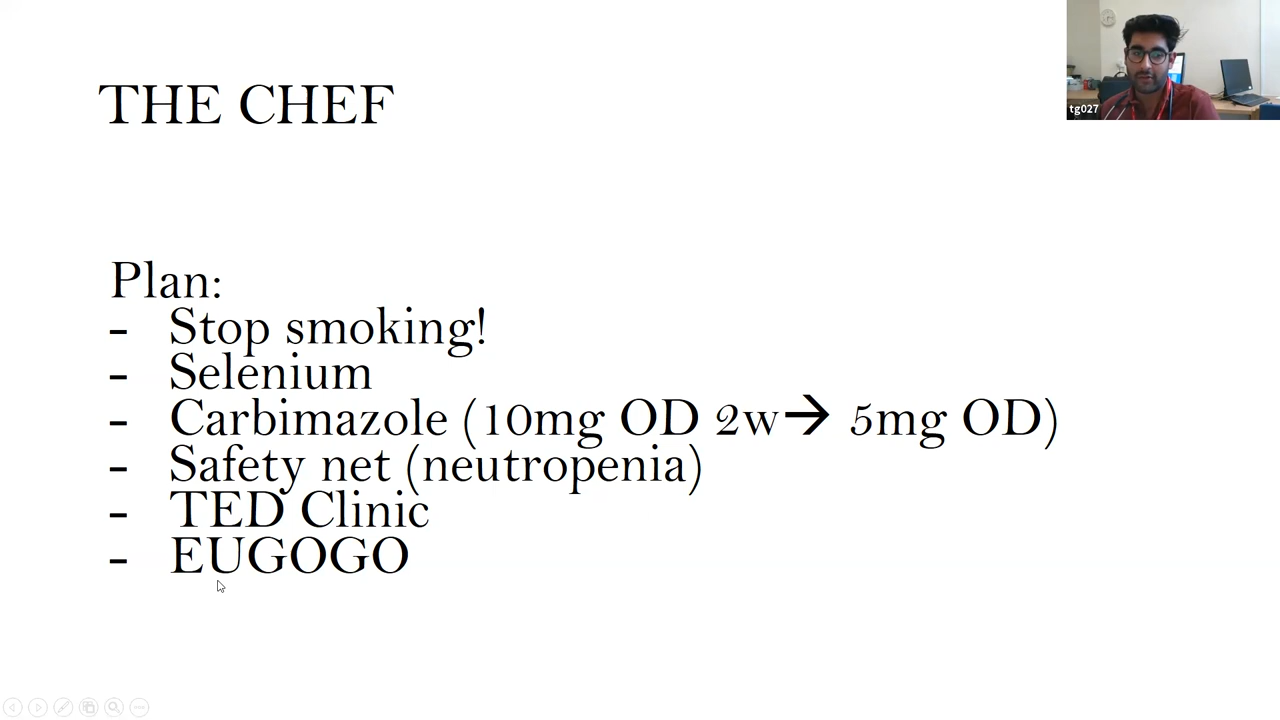 THE CHEF
tg027
Plan:
- Stop smoking!
- Selenium
- Carbimazole (10mg OD 2w→ 5mg OD)
- Safety net (neutropenia)
- TED Clinic
- EUGOGO